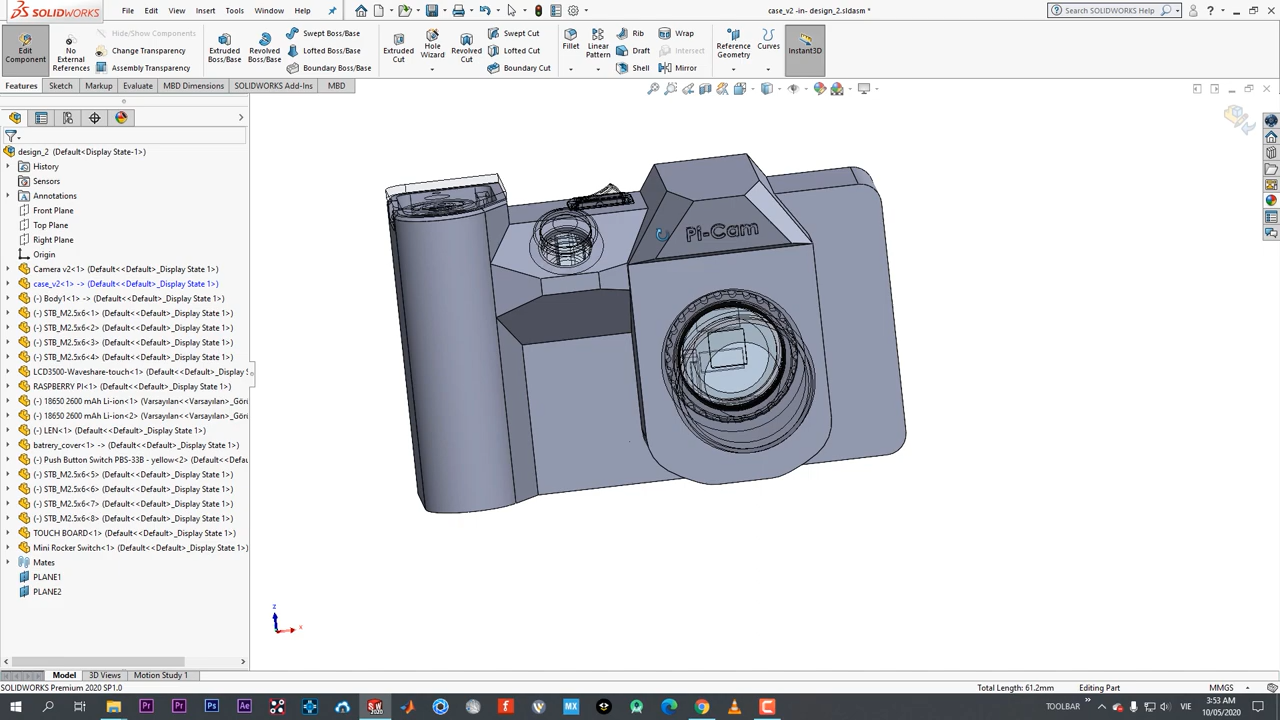 SOLIDWORKS File Edit View Insert Tools Window Help case_v2 -in- design_2.sldasm * Search SOLIDWORKS Help
Edit Component
No External References
Hide/Show Components
Change Transparency
Assembly Transparency
Extruded Boss/Base
Revolved Boss/Base
Swept Boss/Base
Lofted Boss/Base
Boundary Boss/Base
Extruded Cut
Hole Wizard
Revolved Cut
Swept Cut
Lofted Cut
Boundary Cut
Fillet
Linear Pattern
Rib
Draft
Shell
Wrap
Intersect
Mirror
Reference Geometry
Curves
Instant3D
Features Sketch Markup Evaluate MBD Dimensions SOLIDWORKS Add-Ins MBD
design_2 (Default<Display State-1>)
History
Sensors
Annotations
Front Plane
Top Plane
Right Plane
Origin
Camera v2<1> (Default<<Default>_Display State 1>)
case_v2<1> -> (Default<<Default>_Display State 1>)
(-) Body1<1> -> (Default<<Default>_Display State 1>)
(-) STB_M2.5x6<1> (Default<<Default>_Display State 1>)
(-) STB_M2.5x6<2> (Default<<Default>_Display State 1>)
(-) STB_M2.5x6<3> (Default<<Default>_Display State 1>)
(-) STB_M2.5x6<4> (Default<<Default>_Display State 1>)
LCD3500-Waveshare-touch<1> (Default<<Default>_Display S
RASPBERRY PI<1> (Default<<Default>_Display State 1>)
(-) 18650 2600 mAh Li-ion<1> (Varsayılan<<Varsayılan>_Gör
(-) 18650 2600 mAh Li-ion<2> (Varsayılan<<Varsayılan>_Gör
(-) LEN<1> (Default<<Default>_Display State 1>)
batrery_cover<1> -> (Default<<Default>_Display State 1>)
(-) Push Button Switch PBS-33B - yellow<2> (Default<<Defau
(-) STB_M2.5x6<5> (Default<<Default>_Display State 1>)
(-) STB_M2.5x6<6> (Default<<Default>_Display State 1>)
(-) STB_M2.5x6<7> (Default<<Default>_Display State 1>)
(-) STB_M2.5x6<8> (Default<<Default>_Display State 1>)
TOUCH BOARD<1> (Default<<Default>_Display State 1>)
Mini Rocker Switch<1> (Default<<Default>_Display State 1>)
Mates
PLANE1
PLANE2
Pi-Cam
z
x
Model 3D Views Motion Study 1
SOLIDWORKS Premium 2020 SP1.0 Total Length: 61.2mm Editing Part MMGS
TOOLBAR VIE 3:53 AM
10/05/2020